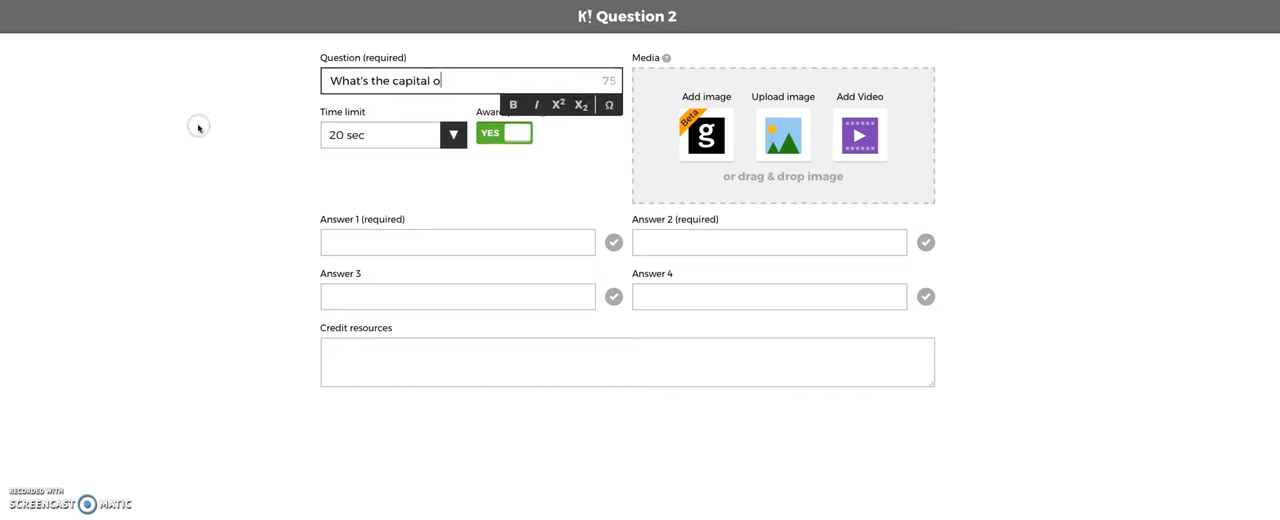 K! Question 2
Question (required)
What's the capital o
75
B I X² X₂ Ω
Time limit
Awar
20 sec
YES
Media ?
Add image
Upload image
Add Video
Beta
g
or drag & drop image
Answer 1 (required)
Answer 2 (required)
Answer 3
Answer 4
Credit resources
RECORDED WITH
SCREENCAST MATIC